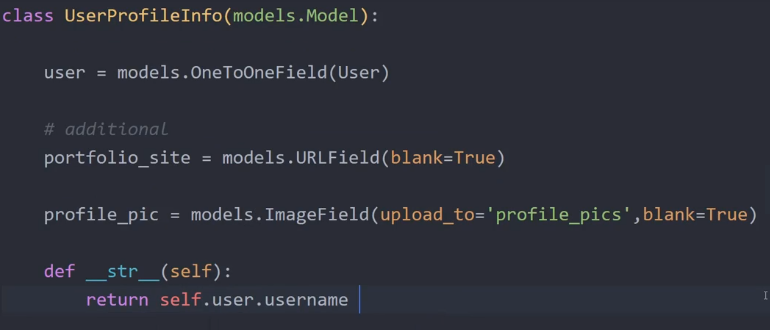 class UserProfileInfo(models.Model):
user = models.OneToOneField(User)
# additional
portfolio_site = models.URLField(blank=True)
profile_pic = models.ImageField(upload_to='profile_pics',blank=True)
def __str__(self):
return self.user.username